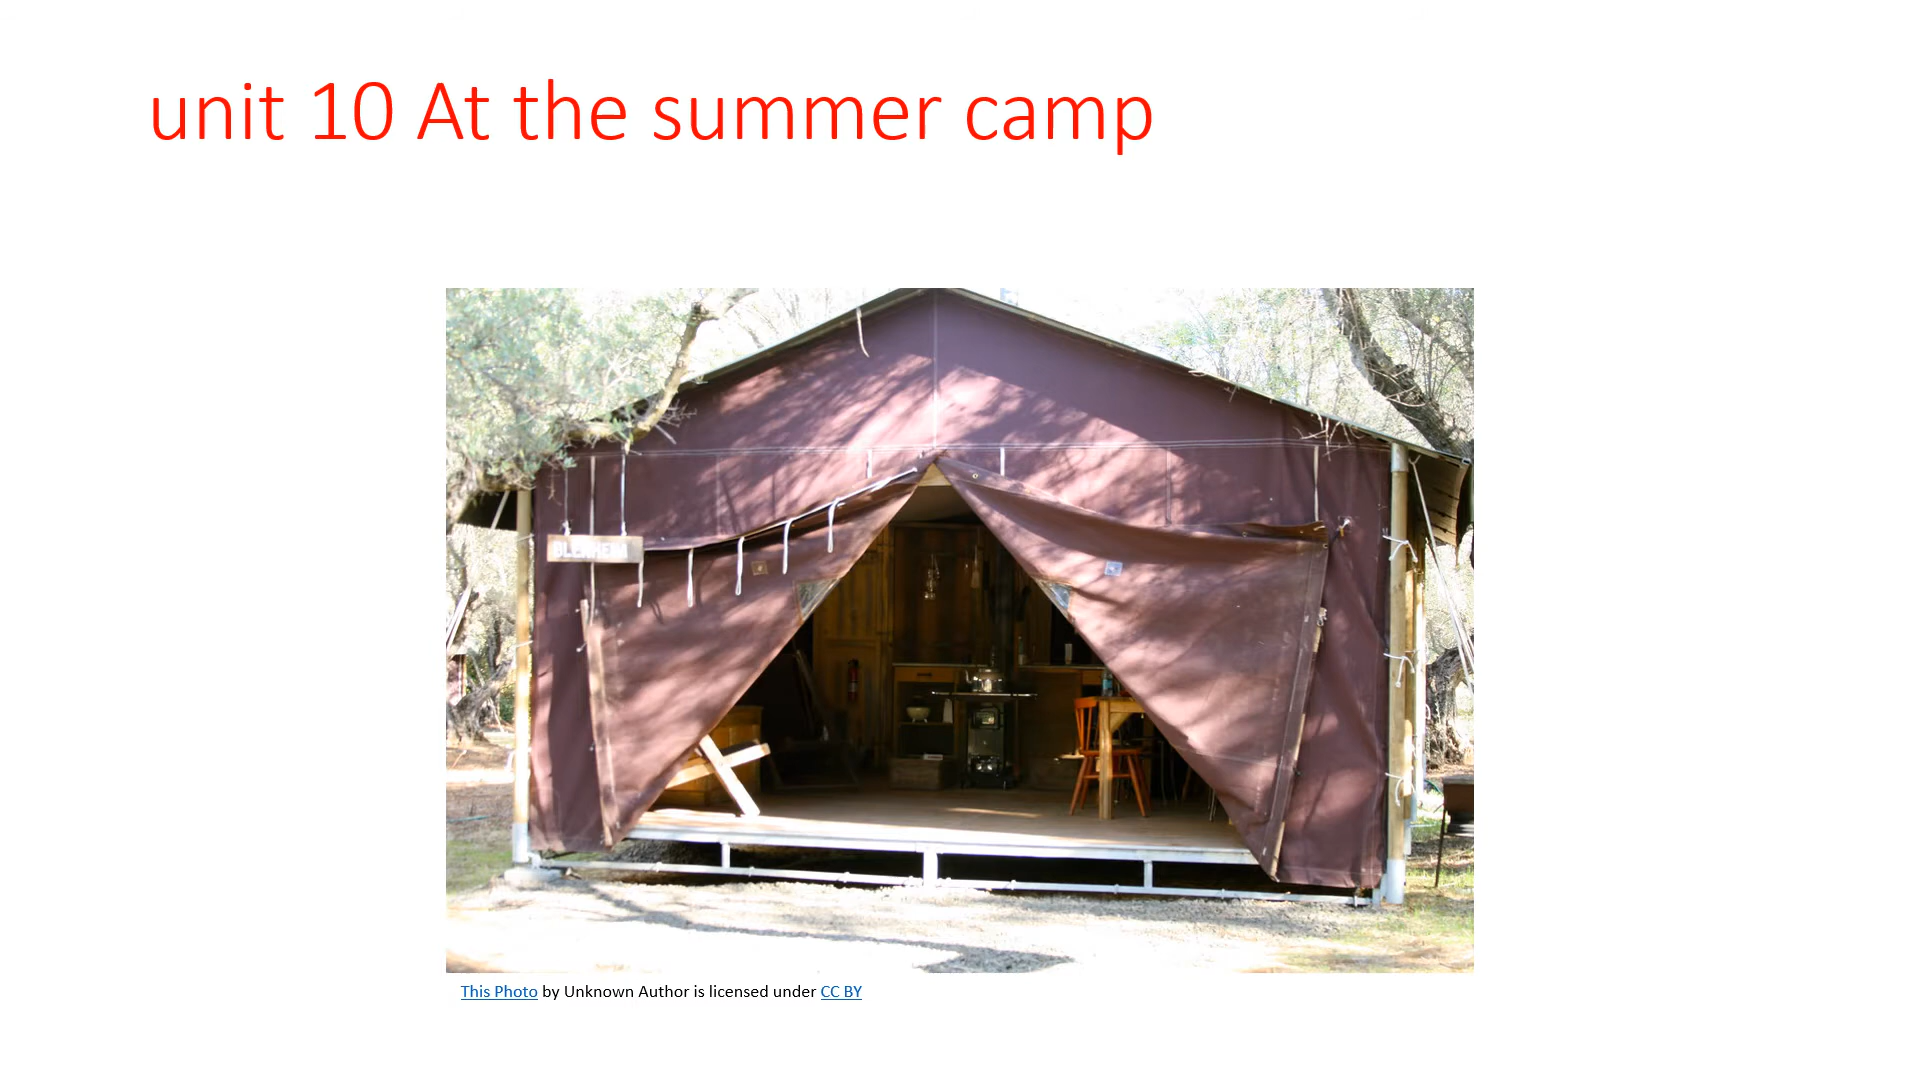 unit 10 At the summer camp
This Photo by Unknown Author is licensed under CC BY